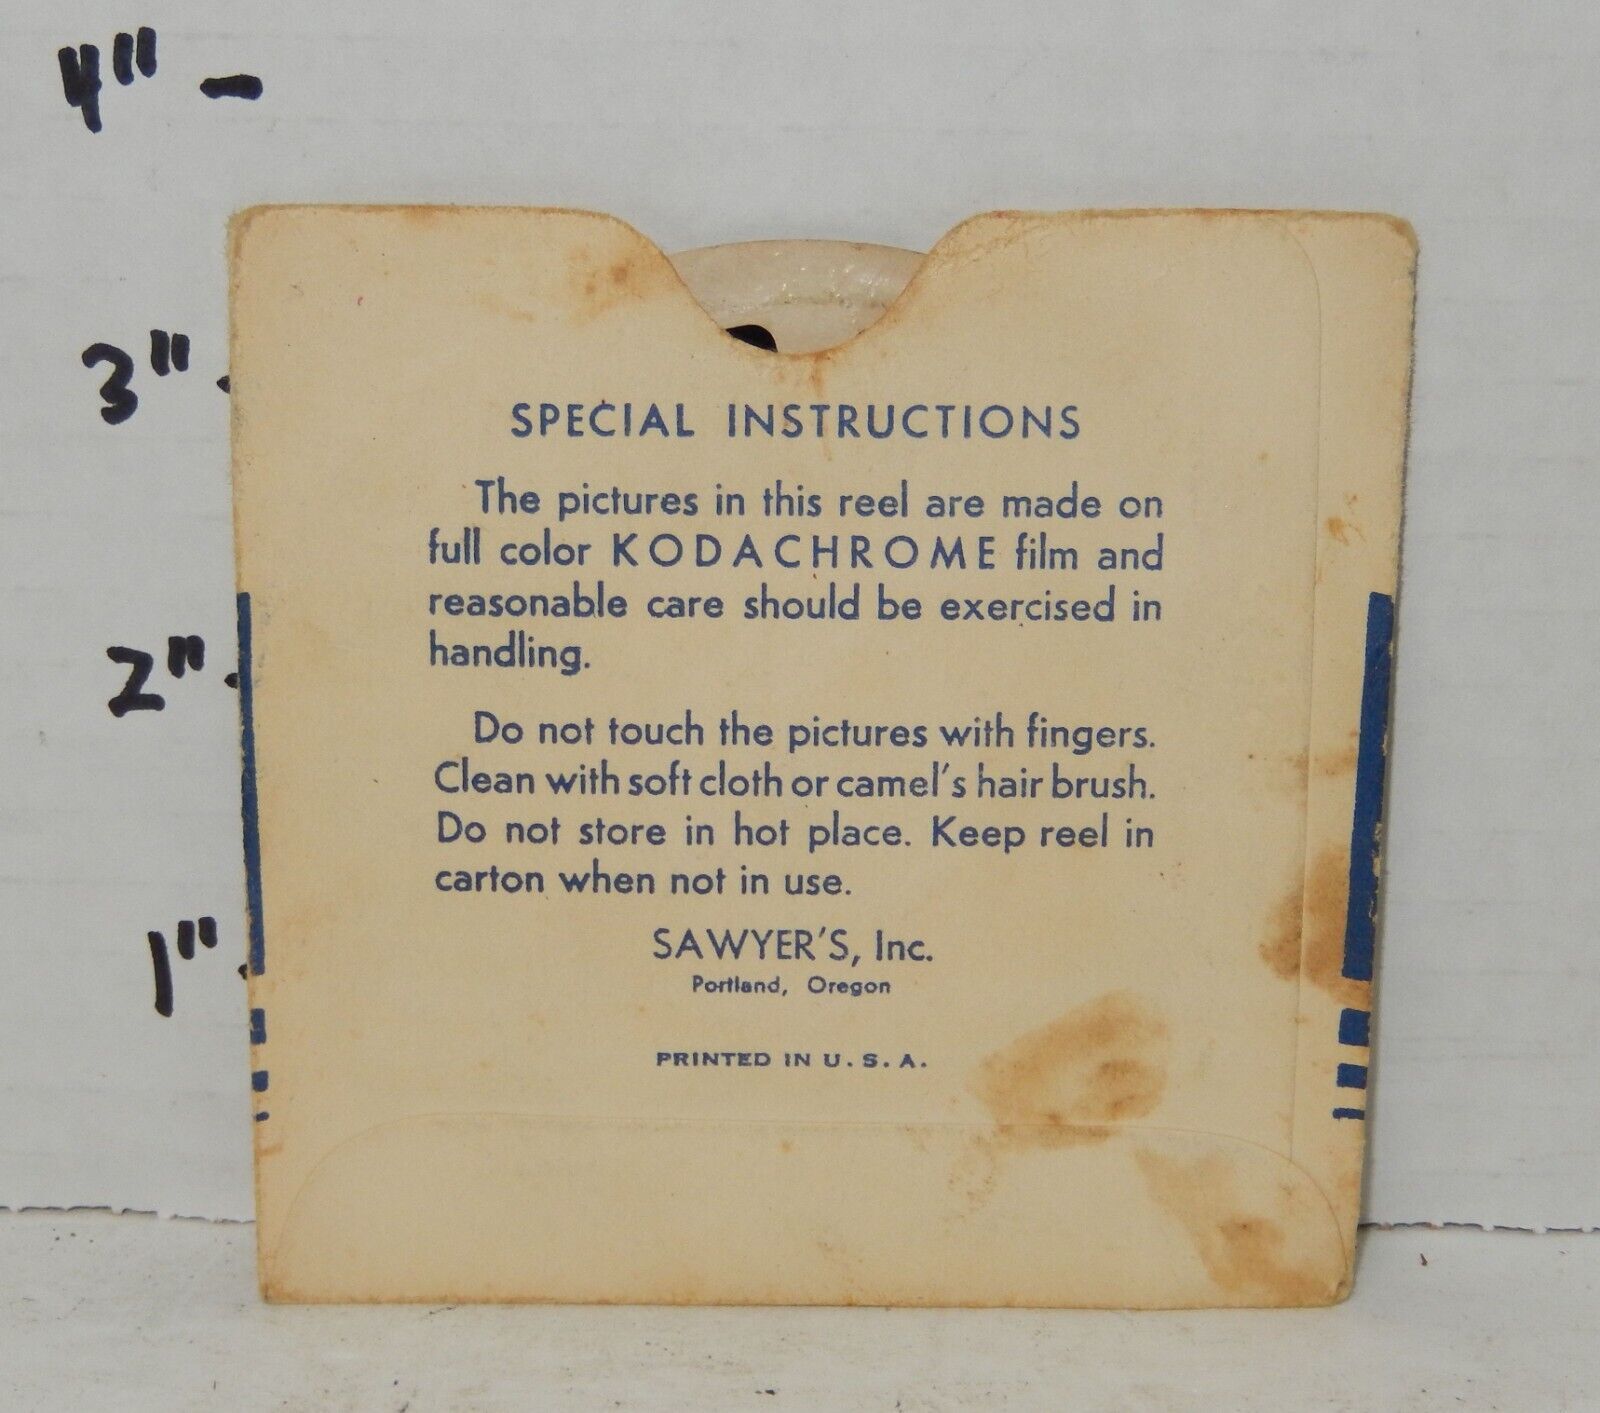 4" -
3" -
SPECIAL INSTRUCTIONS
The pictures in this reel are made on
full color KODACHROME film and
reasonable care should be exercised in
handling.
2" -
Do not touch the pictures with fingers.
Clean with soft cloth or camel's hair brush.
Do not store in hot place. Keep reel in
carton when not in use.
1" -
SAWYER'S, Inc.
Portland, Oregon
PRINTED IN U. S. A.